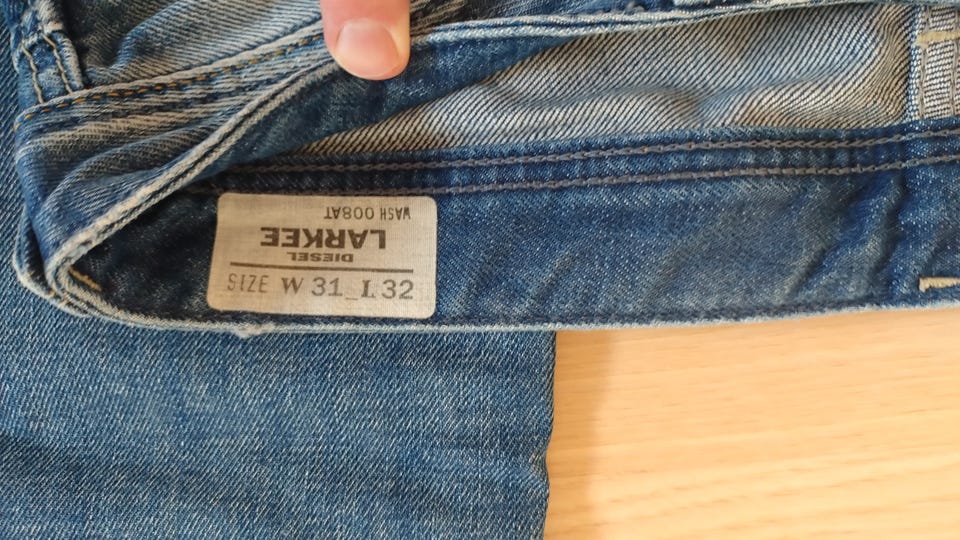 DIESEL
LARKEE
WASH 008AT
SIZE W 31_L 32